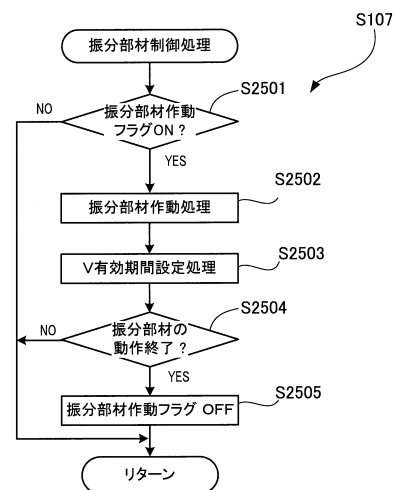 S107
振分部材制御処理
S2501
振分部材作動
フラグON？
NO
YES
S2502
振分部材作動処理
S2503
V有効期間設定処理
S2504
振分部材の
動作終了？
NO
YES
S2505
振分部材作動フラグ OFF
リターン